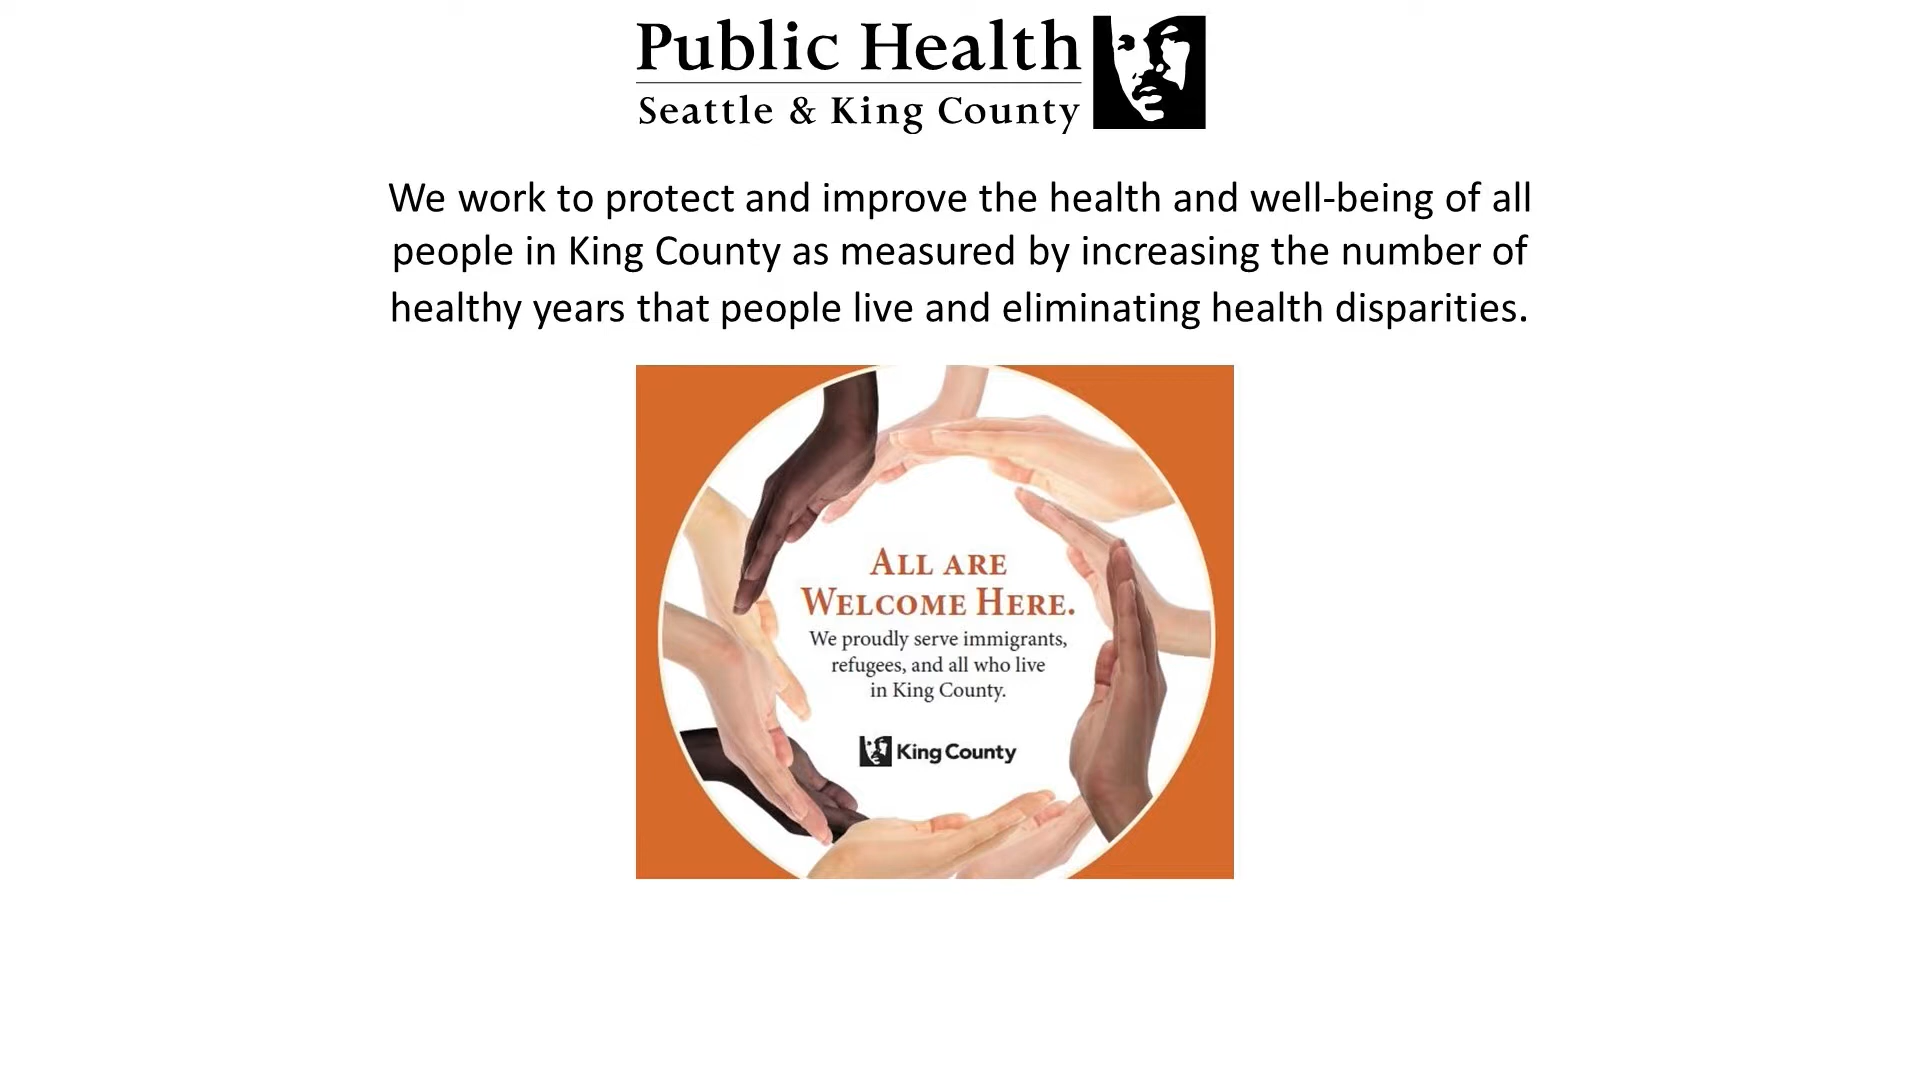 Public Health
Seattle & King County
We work to protect and improve the health and well-being of all
people in King County as measured by increasing the number of
healthy years that people live and eliminating health disparities.
ALL ARE
WELCOME HERE.
We proudly serve immigrants,
refugees, and all who live
in King County.
King County